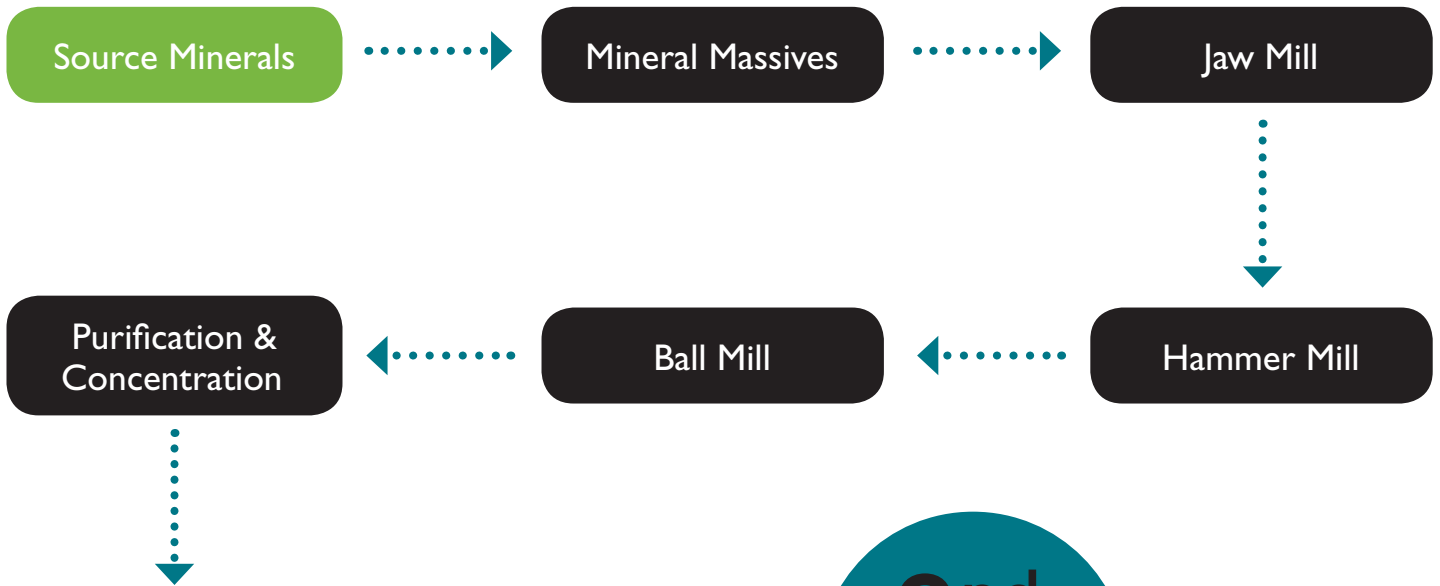 Source Minerals
Mineral Massives
Jaw Mill
Purification &
Concentration
Ball Mill
Hammer Mill